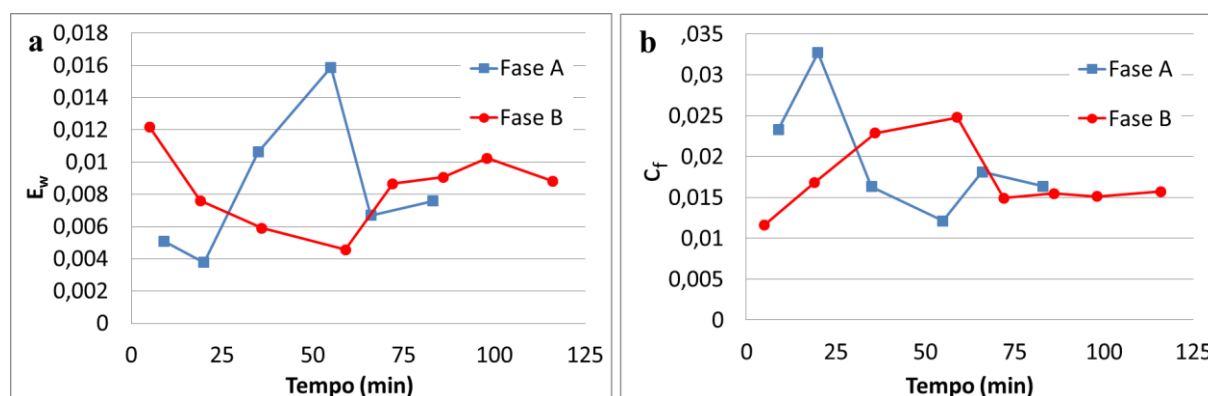 a
0,018
0,016
0,014
0,012
0,01
0,008
0,006
0,004
0,002
0
E_w
Fase A
Fase B
0 25 50 75 100 125
Tempo (min)
b
,035
0,03
0,025
0,02
0,015
0,01
0,005
0
C_f
Fase A
Fase B
0 25 50 75 100 125
Tempo (min)